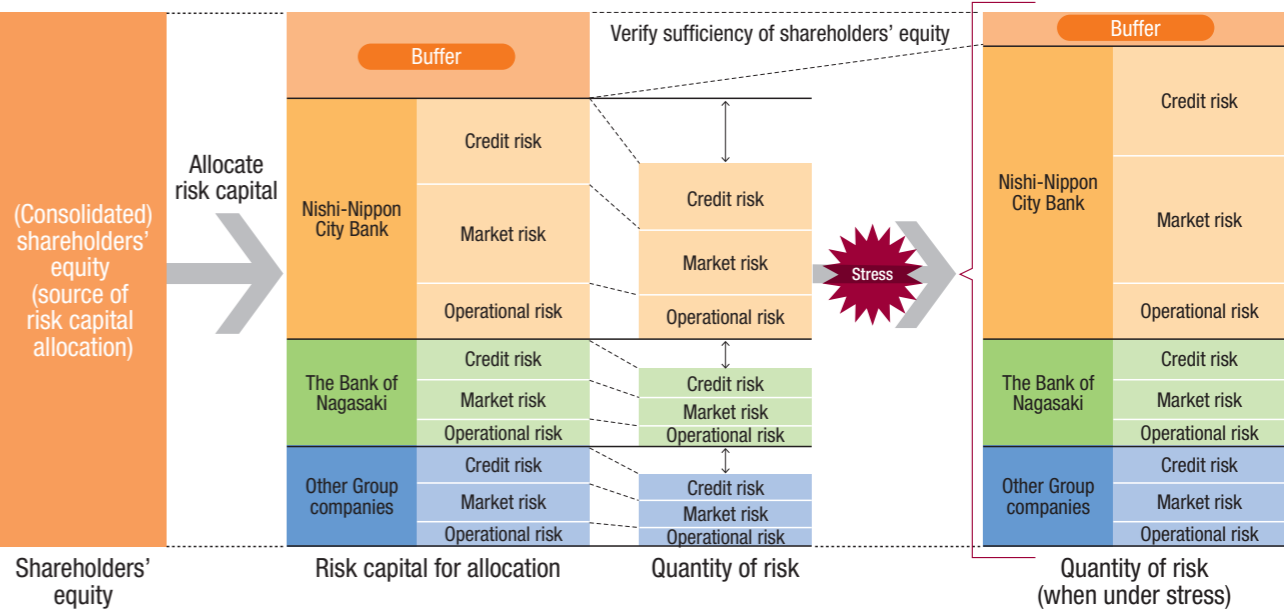 (Consolidated)
shareholders’
equity
(source of
risk capital
allocation)
Shareholders’
equity
Allocate
risk capital
Buffer
Nishi-Nippon
City Bank
Credit risk
Market risk
Operational risk
The Bank of
Nagasaki
Credit risk
Market risk
Operational risk
Other Group
companies
Credit risk
Market risk
Operational risk
Risk capital for allocation
Verify sufficiency of shareholders’ equity
Credit risk
Market risk
Operational risk
Credit risk
Market risk
Operational risk
Credit risk
Market risk
Operational risk
Quantity of risk
Stress
Buffer
Nishi-Nippon
City Bank
Credit risk
Market risk
Operational risk
The Bank of
Nagasaki
Credit risk
Market risk
Operational risk
Other Group
companies
Credit risk
Market risk
Operational risk
Quantity of risk
(when under stress)